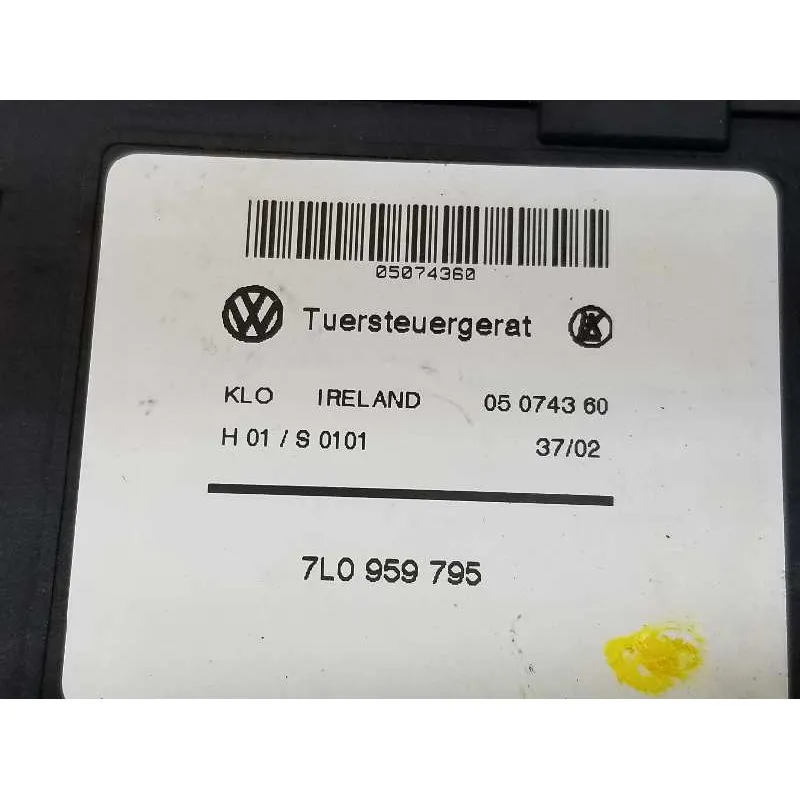 05074360
Tuersteuergerat
KLO IRELAND 05 0743 60
H 01 / S 0101 37/02
7L0 959 795